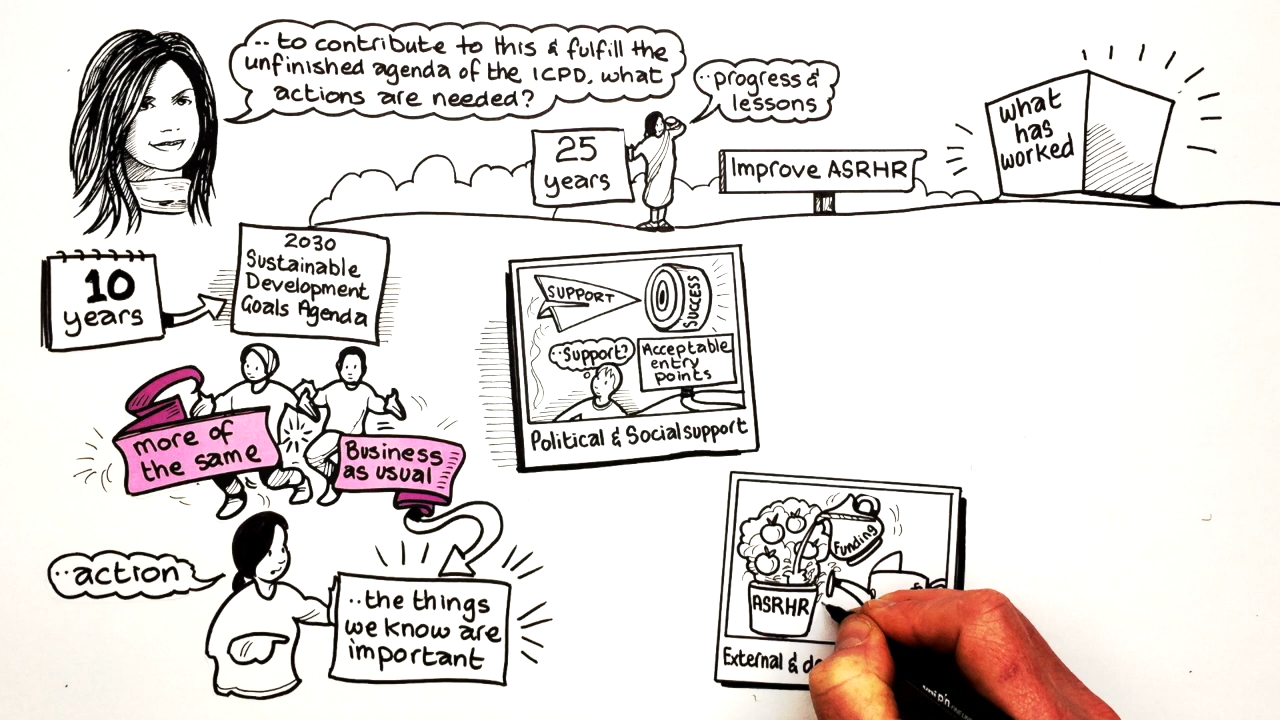 ·· to contribute to this & fulfill the
unfinished agenda of the ICPD, what
actions are needed?
··progress &
lessons
25
years
Improve ASRHR
what
has
worked
10
years
2030
Sustainable
Development
Goals Agenda
SUPPORT
SUCCESS
··Support?
Acceptable
entry
points
Political & Social support
more of
the same
Business
as usual
··action
··the things
we know are
important
Funding
ASRHR
External &